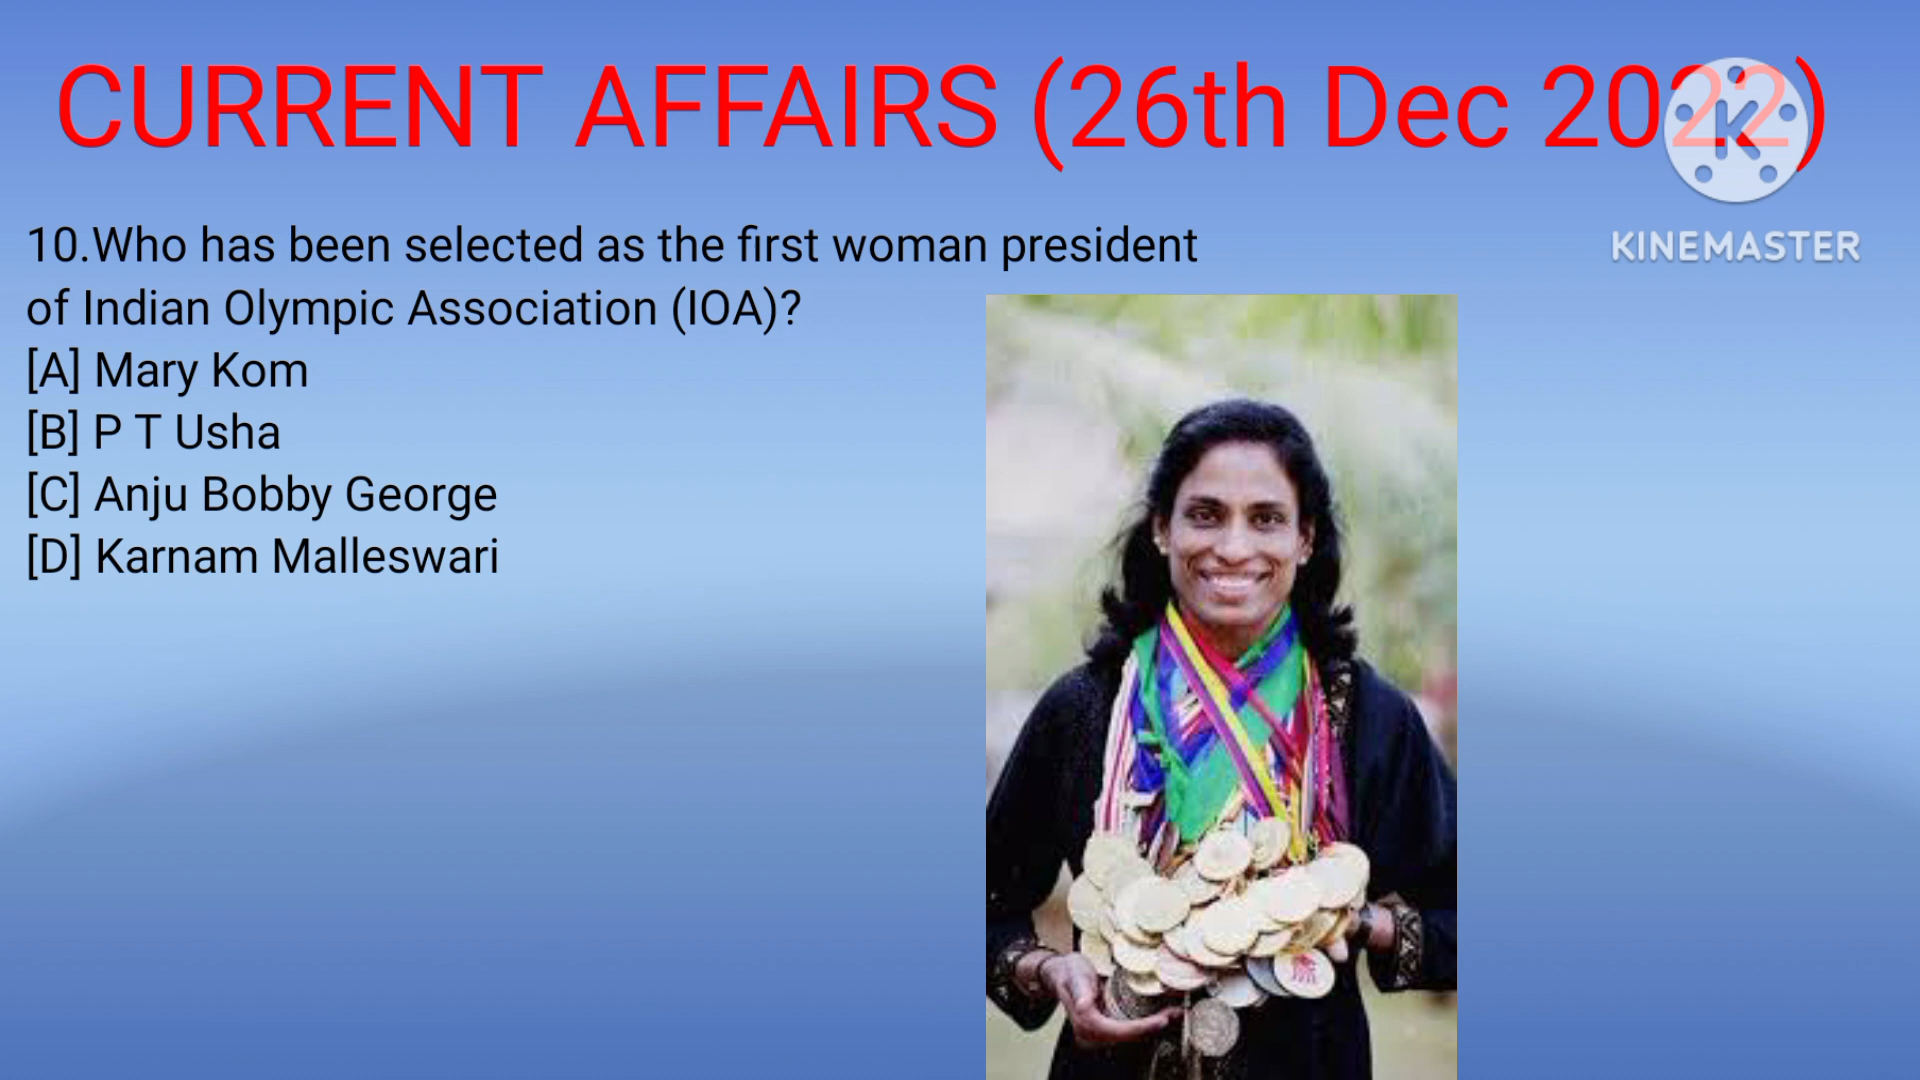 CURRENT AFFAIRS (26th Dec 2022)
KINEMASTER
10.Who has been selected as the first woman president
of Indian Olympic Association (IOA)?
[A] Mary Kom
[B] P T Usha
[C] Anju Bobby George
[D] Karnam Malleswari